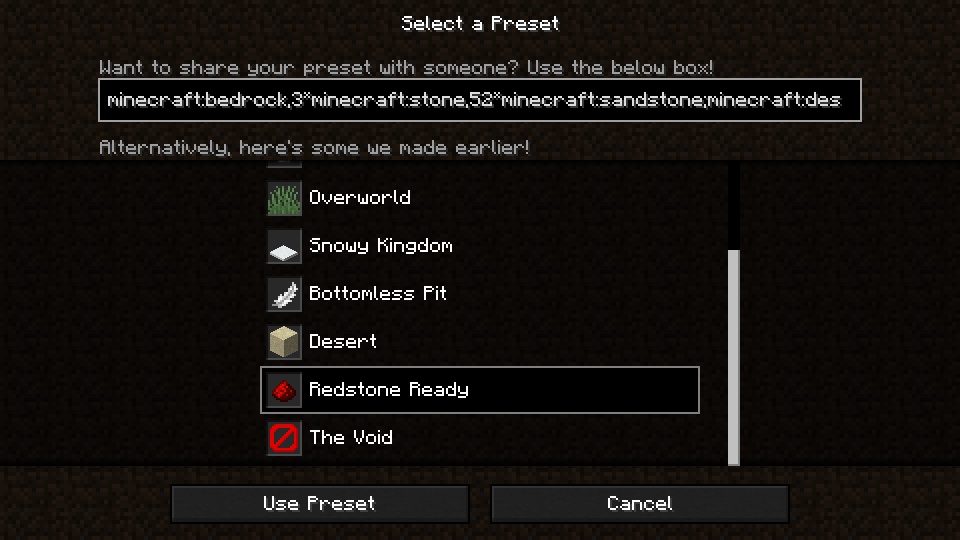 Select a Preset
Want to share your preset with someone? Use the below box!
minecraft:bedrock,3*minecraft:stone,52*minecraft:sandstone;minecraft:des
Alternatively, here's some we made earlier!
Overworld
Snowy Kingdom
Bottomless Pit
Desert
Redstone Ready
The Void
Use Preset
Cancel